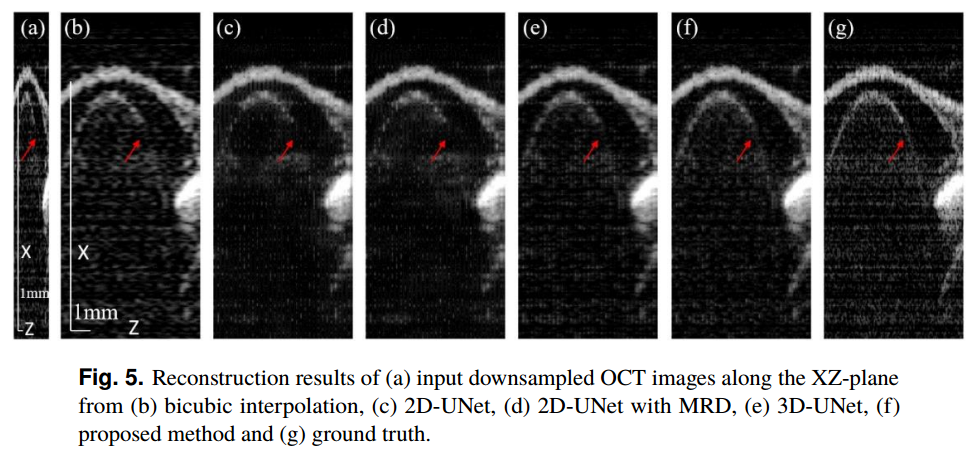 (a) (b) (c) (d) (e) (f) (g)
X X
1mm 1mm
Z Z
Fig. 5. Reconstruction results of (a) input downsampled OCT images along the XZ-plane
from (b) bicubic interpolation, (c) 2D-UNet, (d) 2D-UNet with MRD, (e) 3D-UNet, (f)
proposed method and (g) ground truth.